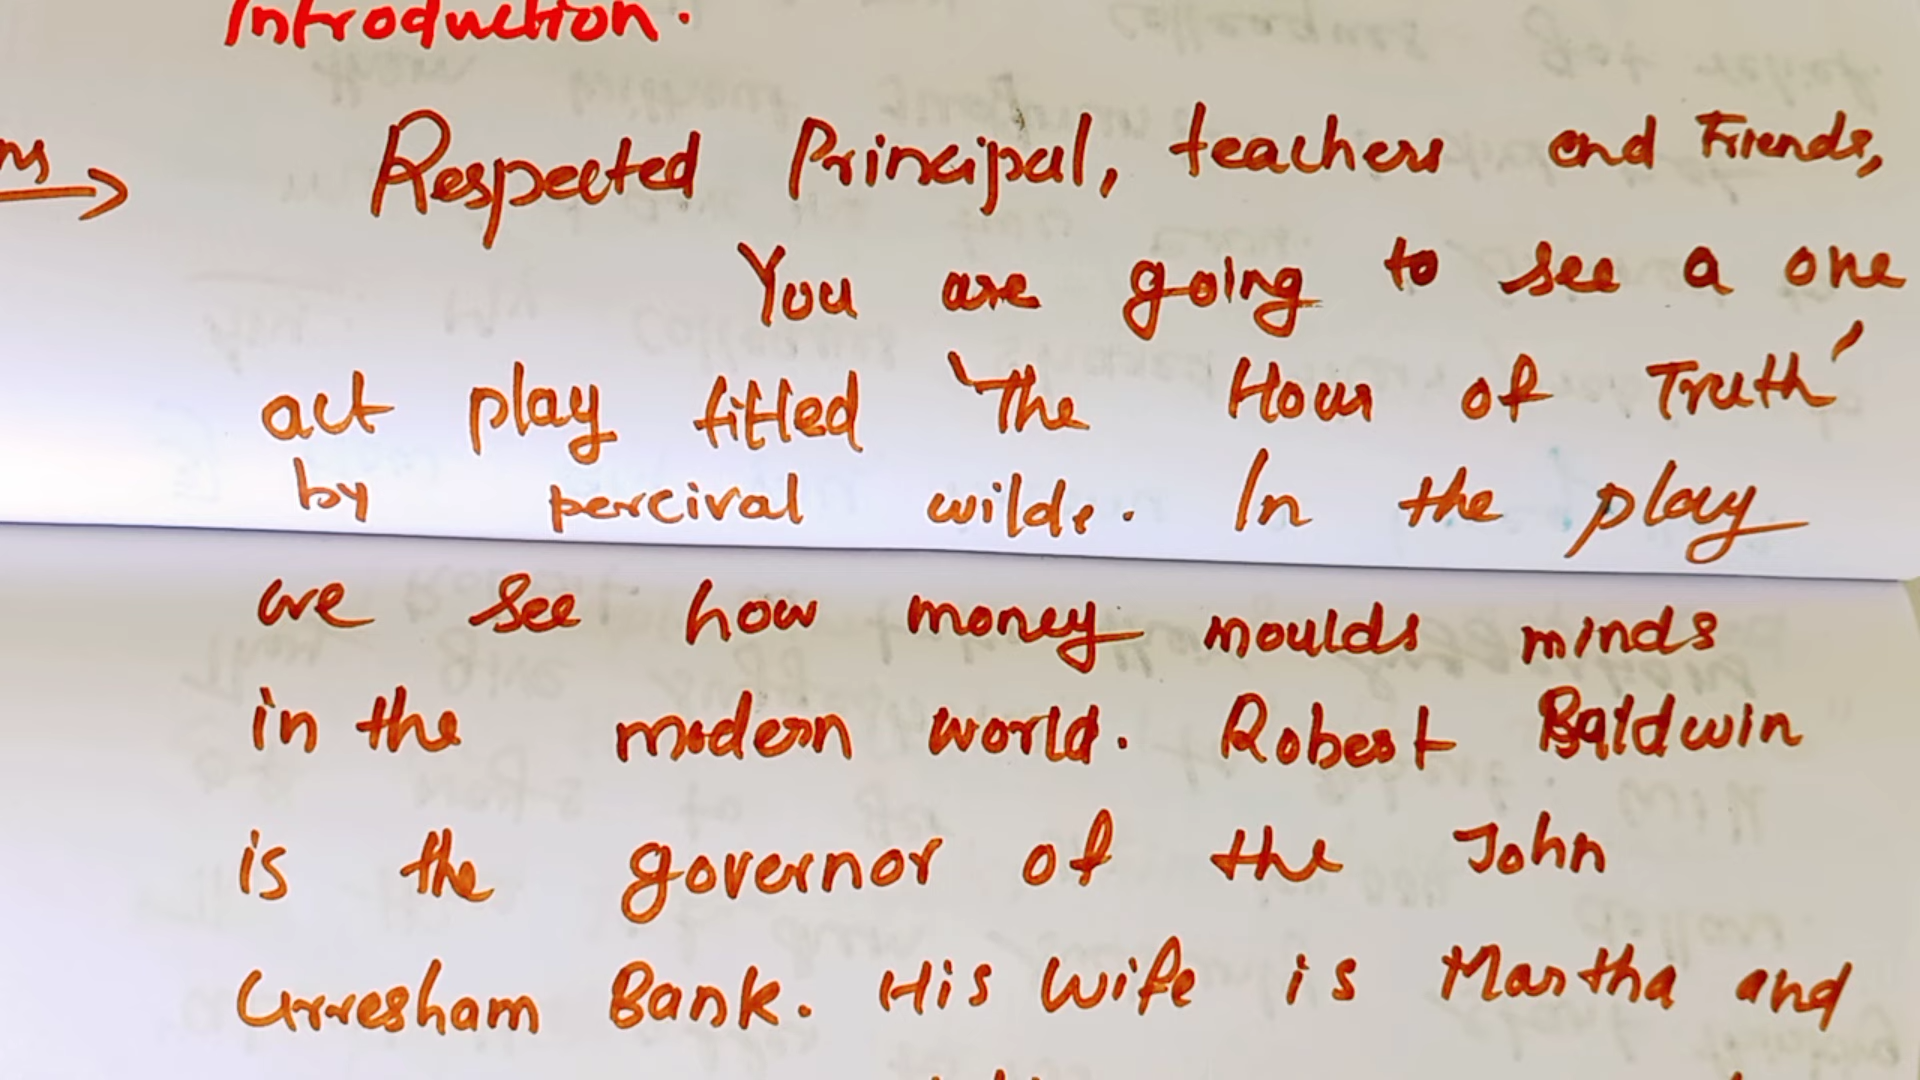 Introduction.
Ans → Respected Principal, teachers and Friends,
You are going to see a one
act play titled 'The Hour of Truth'
by percival wilde. In the play
we see how money moulds minds
in the modern world. Robert Baldwin
is the governor of the John
Grresham Bank. His wife is Martha and